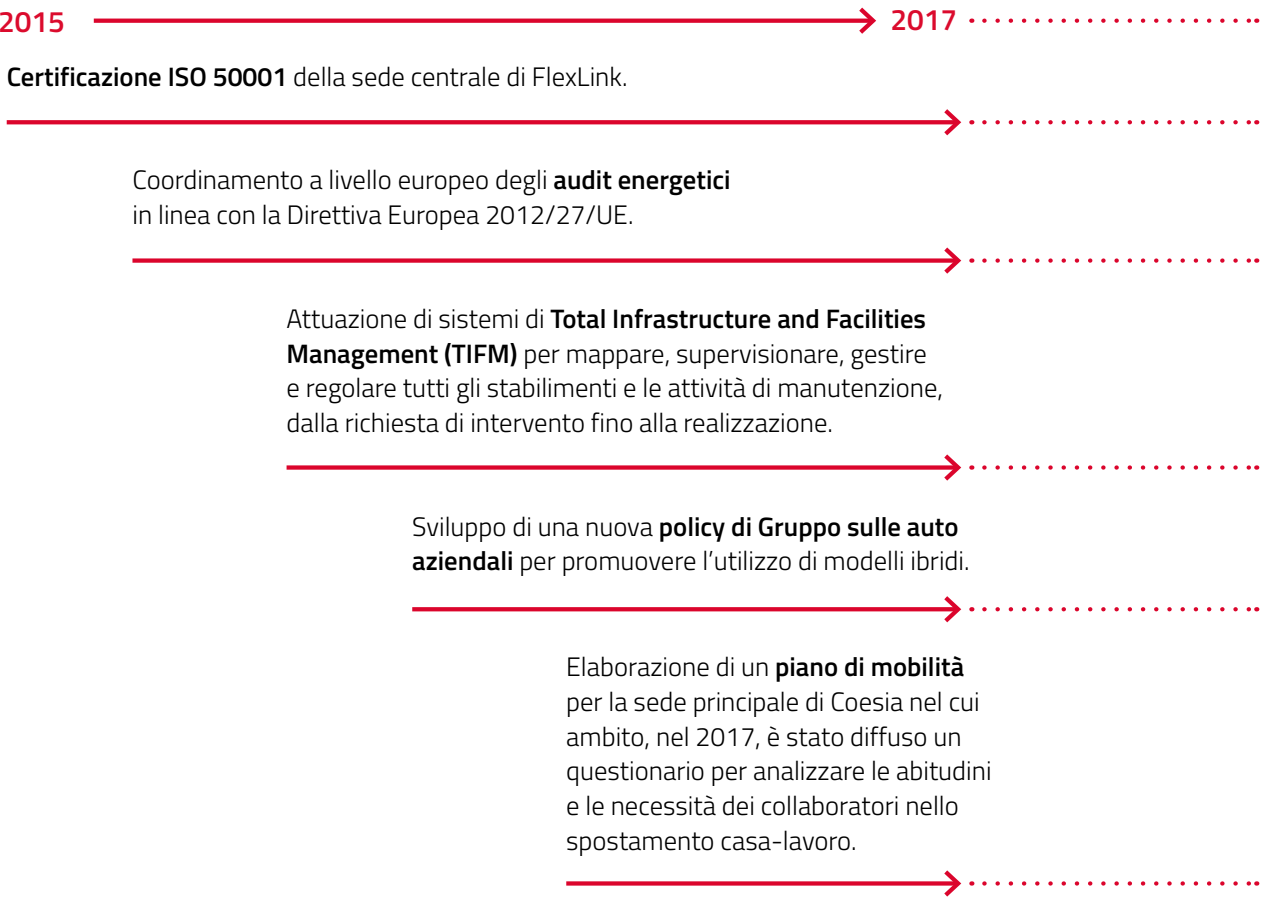 2015 2017
Certificazione ISO 50001 della sede centrale di FlexLink.
Coordinamento a livello europeo degli audit energetici
in linea con la Direttiva Europea 2012/27/UE.
Attuazione di sistemi di Total Infrastructure and Facilities
Management (TIFM) per mappare, supervisionare, gestire
e regolare tutti gli stabilimenti e le attività di manutenzione,
dalla richiesta di intervento fino alla realizzazione.
Sviluppo di una nuova policy di Gruppo sulle auto
aziendali per promuovere l’utilizzo di modelli ibridi.
Elaborazione di un piano di mobilità
per la sede principale di Coesia nel cui
ambito, nel 2017, è stato diffuso un
questionario per analizzare le abitudini
e le necessità dei collaboratori nello
spostamento casa-lavoro.